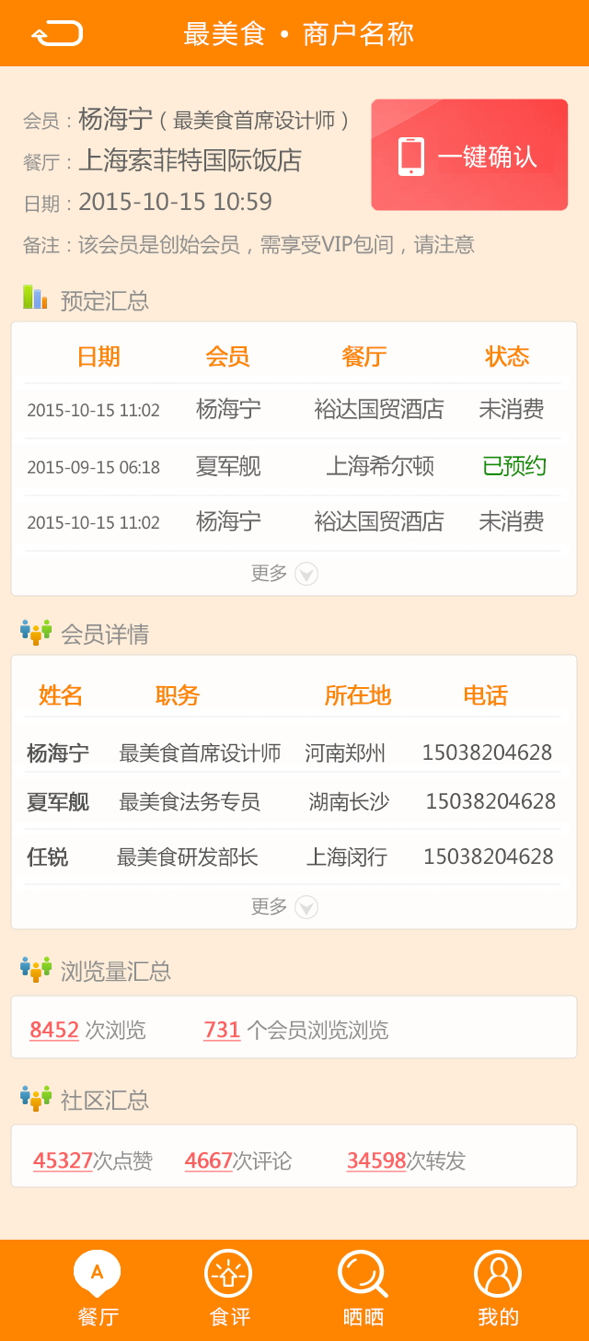 最美食 • 商户名称
会员：杨海宁（最美食首席设计师）
餐厅：上海索菲特国际饭店
一键确认
日期：2015-10-15 10:59
备注：该会员是创始会员，需享受VIP包间，请注意
预定汇总
日期 会员 餐厅 状态
2015-10-15 11:02 杨海宁 裕达国贸酒店 未消费
2015-09-15 06:18 夏军舰 上海希尔顿 已预约
2015-10-15 11:02 杨海宁 裕达国贸酒店 未消费
更多
会员详情
姓名 职务 所在地 电话
杨海宁 最美食首席设计师 河南郑州 15038204628
夏军舰 最美食法务专员 湖南长沙 15038204628
任锐 最美食研发部长 上海闵行 15038204628
更多
浏览量汇总
8452 次浏览 731 个会员浏览浏览
社区汇总
45327次点赞 4667次评论 34598次转发
A
餐厅 食评 晒晒 我的